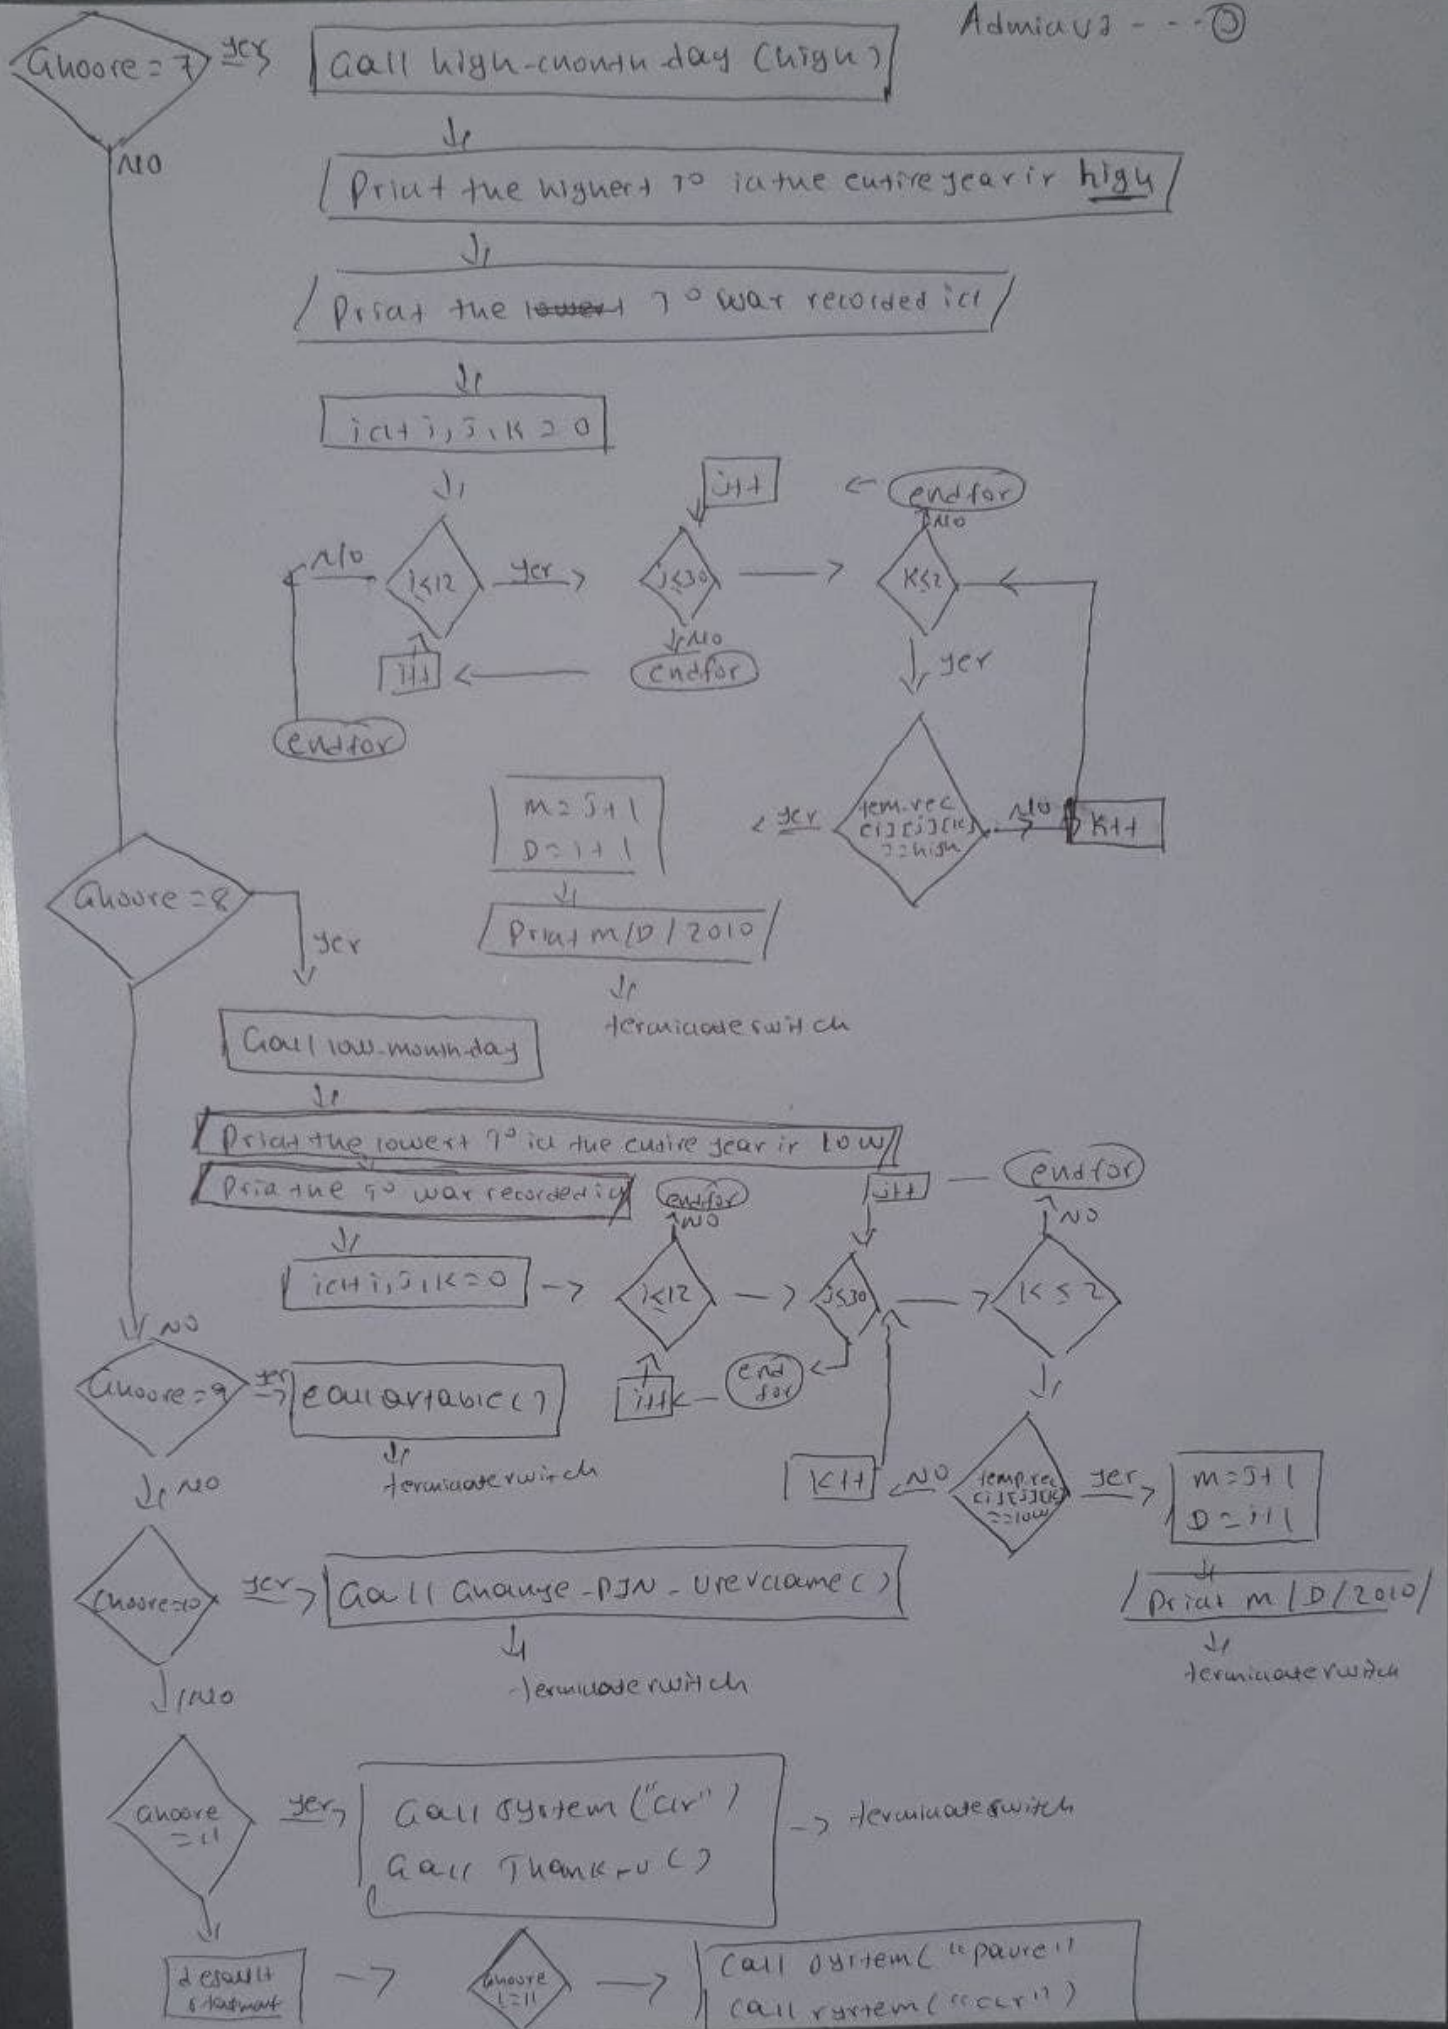 Choose = 7
yes
Call high-month-day (high)
Admin
NO
Print the highest T° in the entire year is high
Print the T° was recorded in
int i, j, k = 0
j++
endfor
NO
NO
i≤12
yes
j≤30
K≤2
NO
yes
i++
endfor
endfor
m = j+1
D = i+1
yes
tem.rec
[i][j][k]
==high
NO
K++
Choose = 8
yes
Print m/D/2010
terminate switch
Call low-month-day
Print the lowest T° in the entire year is low
Prin the T° was recorded in
endfor
NO
j++
endfor
NO
int i, j, k = 0
i≤12
j≤30
K ≤ 2
NO
Choose = 9
yes
call artable()
i++
end
for
terminate switch
NO
K++
NO
temp.rec
[i][j][k]
==low
yes
m = j+1
D = i+1
Choose=10
yes
Call Change-PIN-Username()
Print m/D/2010
terminate switch
terminate switch
NO
choose
=11
yes
Call system("clr")
Call Thank-u()
terminate switch
default
statment
choose
!=11
Call system("pause"
Call system("clr")